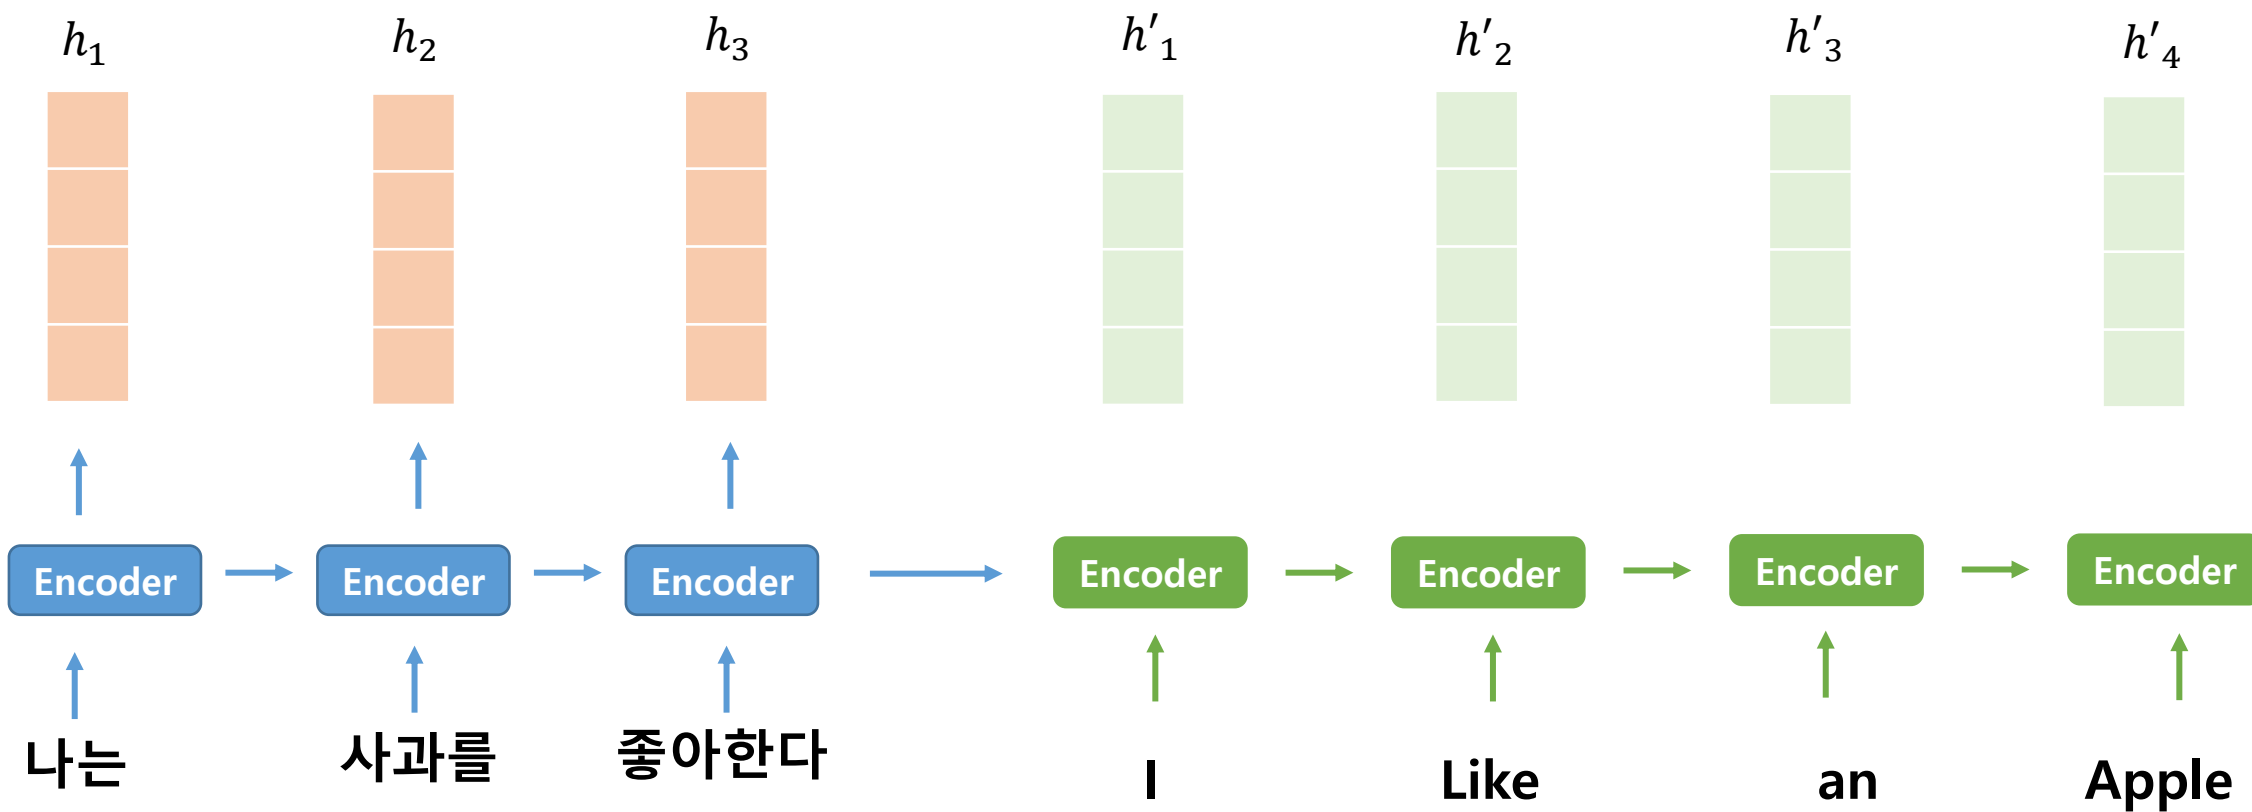 h₁ h₂ h₃ h′₁ h′₂ h′₃ h′₄
Encoder Encoder Encoder Encoder Encoder Encoder Encoder
나는 사과를 좋아한다 I Like an Apple